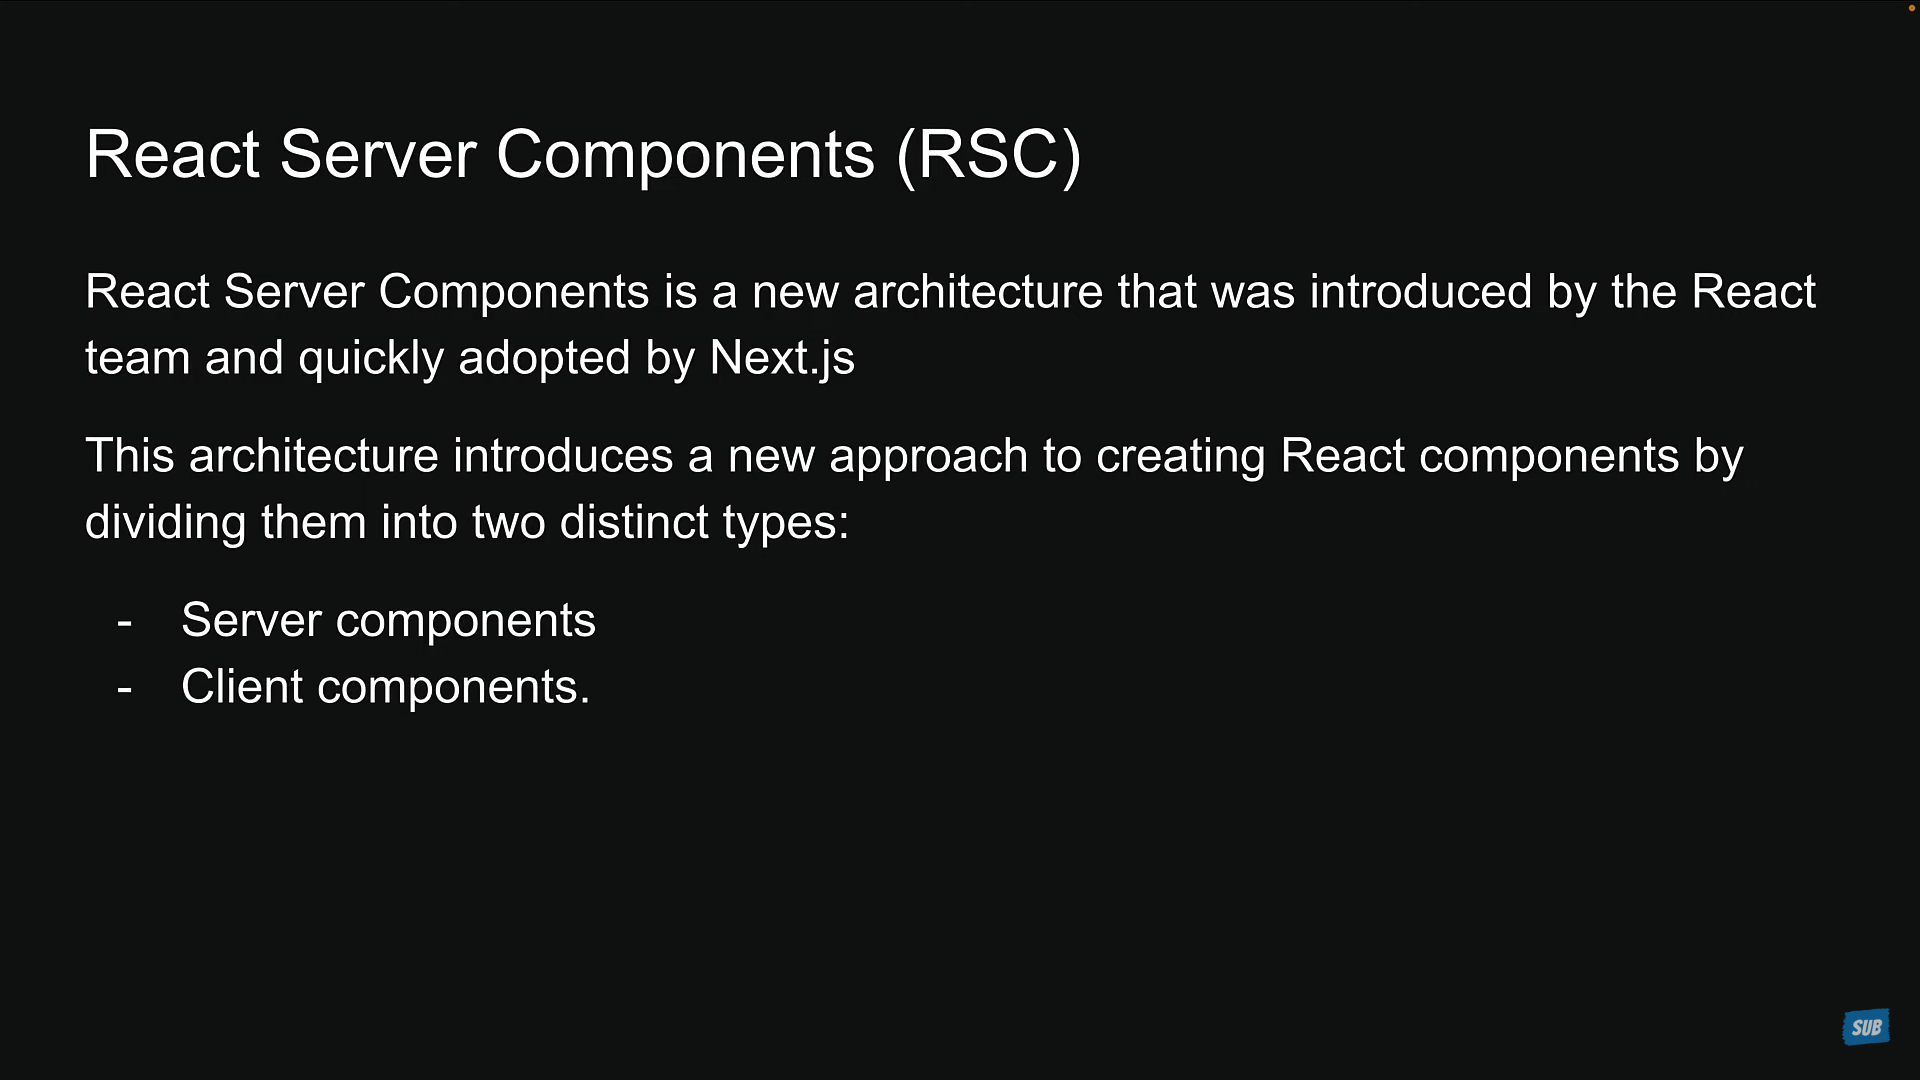 React Server Components (RSC)
React Server Components is a new architecture that was introduced by the React
team and quickly adopted by Next.js
This architecture introduces a new approach to creating React components by
dividing them into two distinct types:
- Server components
- Client components.
SUB